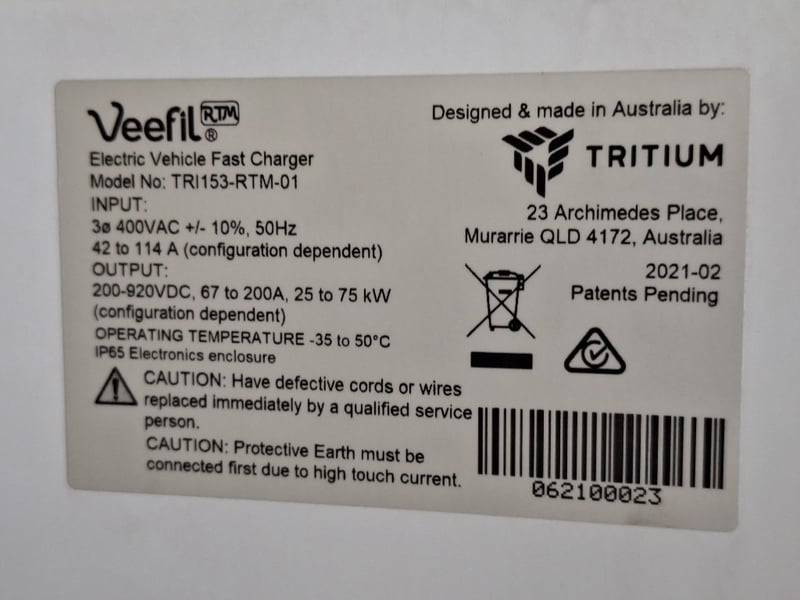 Veefil RTM®
Electric Vehicle Fast Charger
Model No: TRI153-RTM-01
INPUT:
3ø 400VAC +/- 10%, 50Hz
42 to 114 A (configuration dependent)
OUTPUT:
200-920VDC, 67 to 200A, 25 to 75 kW
(configuration dependent)
OPERATING TEMPERATURE -35 to 50°C
IP65 Electronics enclosure
CAUTION: Have defective cords or wires
replaced immediately by a qualified service
person.
CAUTION: Protective Earth must be
connected first due to high touch current.
Designed & made in Australia by:
TRITIUM
23 Archimedes Place,
Murarrie QLD 4172, Australia
2021-02
Patents Pending
062100023